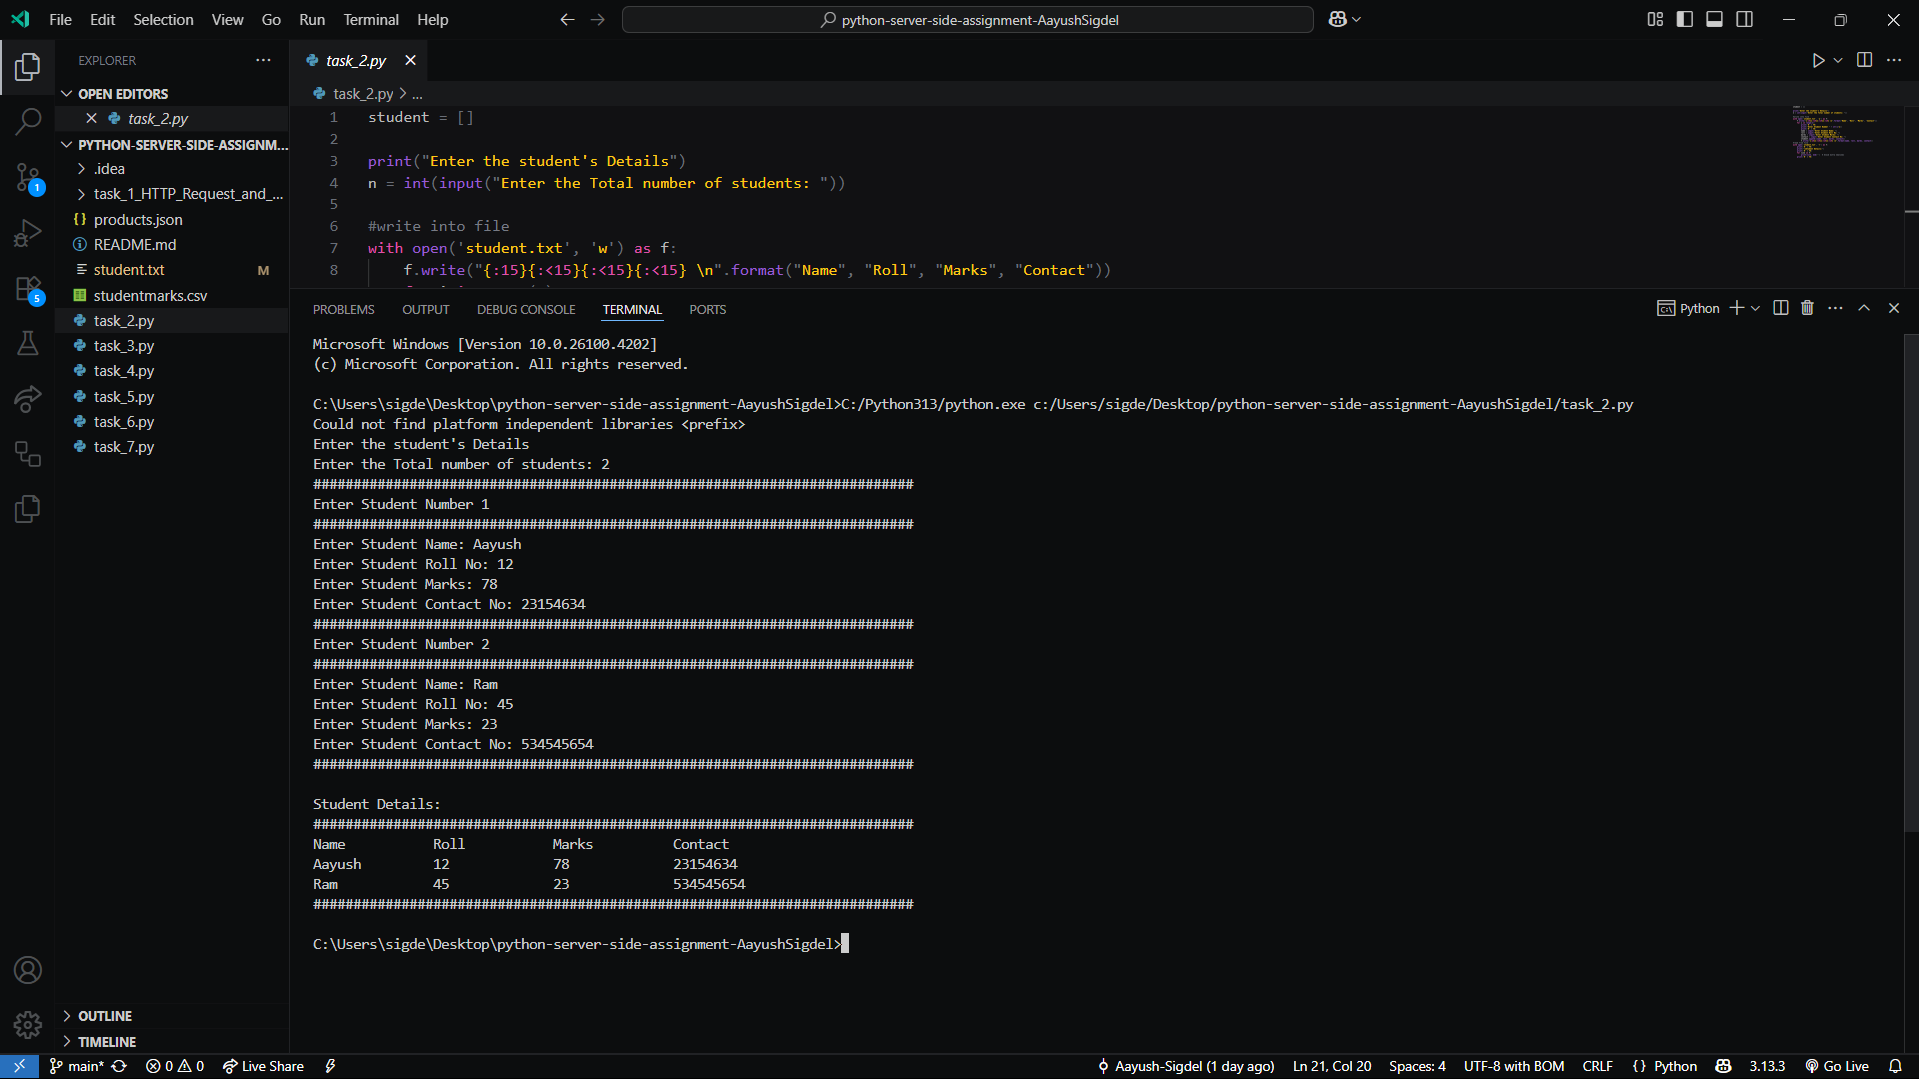 File Edit Selection View Go Run Terminal Help
python-server-side-assignment-AayushSigdel
EXPLORER
OPEN EDITORS
task_2.py
PYTHON-SERVER-SIDE-ASSIGNM...
.idea
task_1_HTTP_Request_and_...
products.json
README.md
student.txt M
studentmarks.csv
task_2.py
task_3.py
task_4.py
task_5.py
task_6.py
task_7.py
OUTLINE
TIMELINE
1
5
task_2.py
task_2.py > ...
1 student = []
2
3 print("Enter the student's Details")
4 n = int(input("Enter the Total number of students: "))
5
6 #write into file
7 with open('student.txt', 'w') as f:
8 f.write("{:15}{:<15}{:<15}{:<15} \n".format("Name", "Roll", "Marks", "Contact"))
PROBLEMS OUTPUT DEBUG CONSOLE TERMINAL PORTS
Python
Microsoft Windows [Version 10.0.26100.4202]
(c) Microsoft Corporation. All rights reserved.
C:\Users\sigde\Desktop\python-server-side-assignment-AayushSigdel>C:/Python313/python.exe c:/Users/sigde/Desktop/python-server-side-assignment-AayushSigdel/task_2.py
Could not find platform independent libraries <prefix>
Enter the student's Details
Enter the Total number of students: 2
###########################################################################
Enter Student Number 1
###########################################################################
Enter Student Name: Aayush
Enter Student Roll No: 12
Enter Student Marks: 78
Enter Student Contact No: 23154634
###########################################################################
Enter Student Number 2
###########################################################################
Enter Student Name: Ram
Enter Student Roll No: 45
Enter Student Marks: 23
Enter Student Contact No: 534545654
###########################################################################
Student Details:
###########################################################################
Name Roll Marks Contact
Aayush 12 78 23154634
Ram 45 23 534545654
###########################################################################
C:\Users\sigde\Desktop\python-server-side-assignment-AayushSigdel>
main* 0 0 Live Share Aayush-Sigdel (1 day ago) Ln 21, Col 20 Spaces: 4 UTF-8 with BOM CRLF {} Python 3.13.3 Go Live